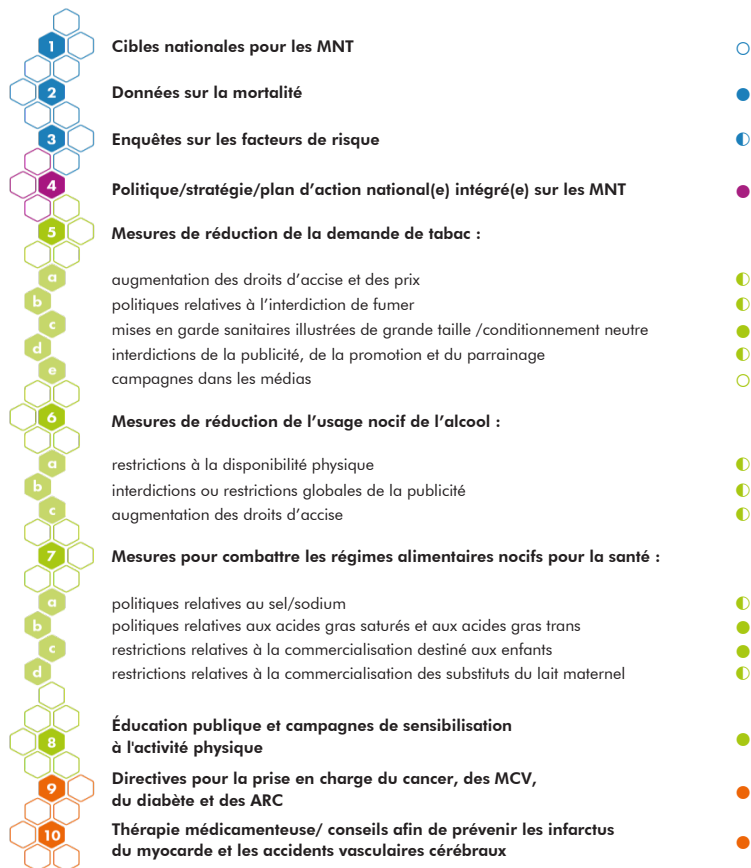 1 Cibles nationales pour les MNT
2 Données sur la mortalité
3 Enquêtes sur les facteurs de risque
4 Politique/stratégie/plan d’action national(e) intégré(e) sur les MNT
5 Mesures de réduction de la demande de tabac :
a augmentation des droits d’accise et des prix
b politiques relatives à l’interdiction de fumer
c mises en garde sanitaires illustrées de grande taille /conditionnement neutre
d interdictions de la publicité, de la promotion et du parrainage
e campagnes dans les médias
6 Mesures de réduction de l’usage nocif de l’alcool :
a restrictions à la disponibilité physique
b interdictions ou restrictions globales de la publicité
c augmentation des droits d’accise
7 Mesures pour combattre les régimes alimentaires nocifs pour la santé :
a politiques relatives au sel/sodium
b politiques relatives aux acides gras saturés et aux acides gras trans
c restrictions relatives à la commercialisation destiné aux enfants
d restrictions relatives à la commercialisation des substituts du lait maternel
8 Éducation publique et campagnes de sensibilisation
à l'activité physique
9 Directives pour la prise en charge du cancer, des MCV,
du diabète et des ARC
10 Thérapie médicamenteuse/ conseils afin de prévenir les infarctus
du myocarde et les accidents vasculaires cérébraux